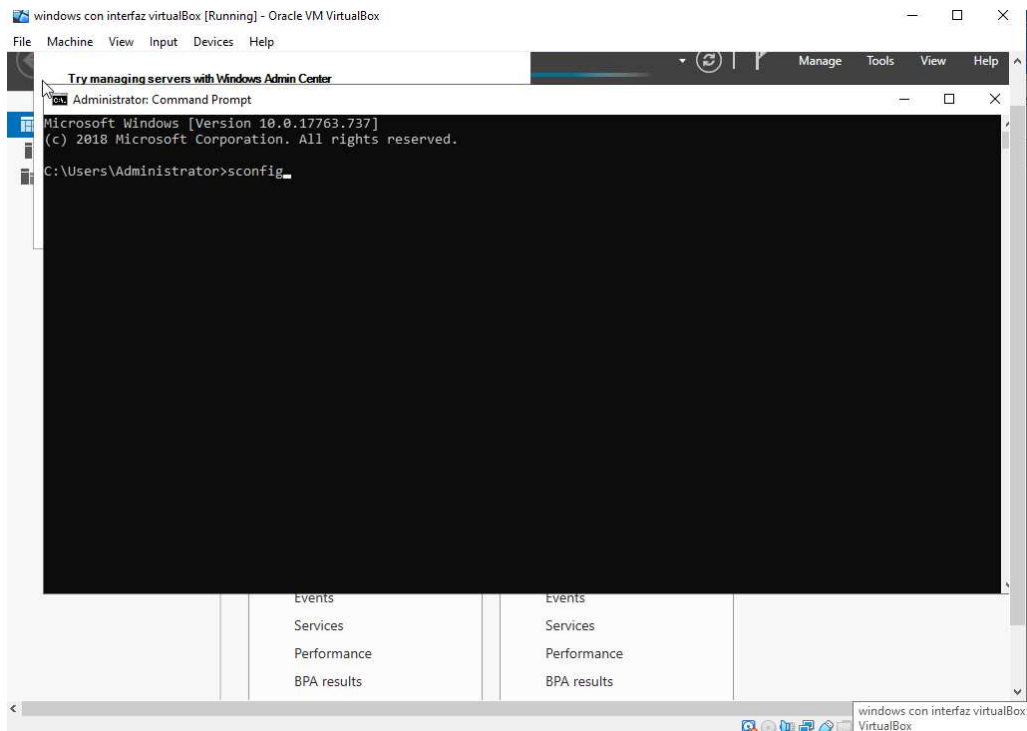 windows con interfaz virtualBox [Running] - Oracle VM VirtualBox
File Machine View Input Devices Help
Manage Tools View Help
Try managing servers with Windows Admin Center
Administrator: Command Prompt
Microsoft Windows [Version 10.0.17763.737]
(c) 2018 Microsoft Corporation. All rights reserved.
C:\Users\Administrator>sconfig
Events Events
Services Services
Performance Performance
BPA results BPA results
windows con interfaz virtualBox
VirtualBox